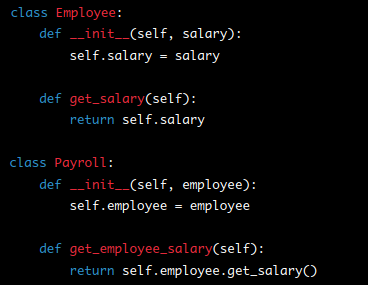 class Employee:
    def __init__(self, salary):
        self.salary = salary

    def get_salary(self):
        return self.salary

class Payroll:
    def __init__(self, employee):
        self.employee = employee

    def get_employee_salary(self):
        return self.employee.get_salary()